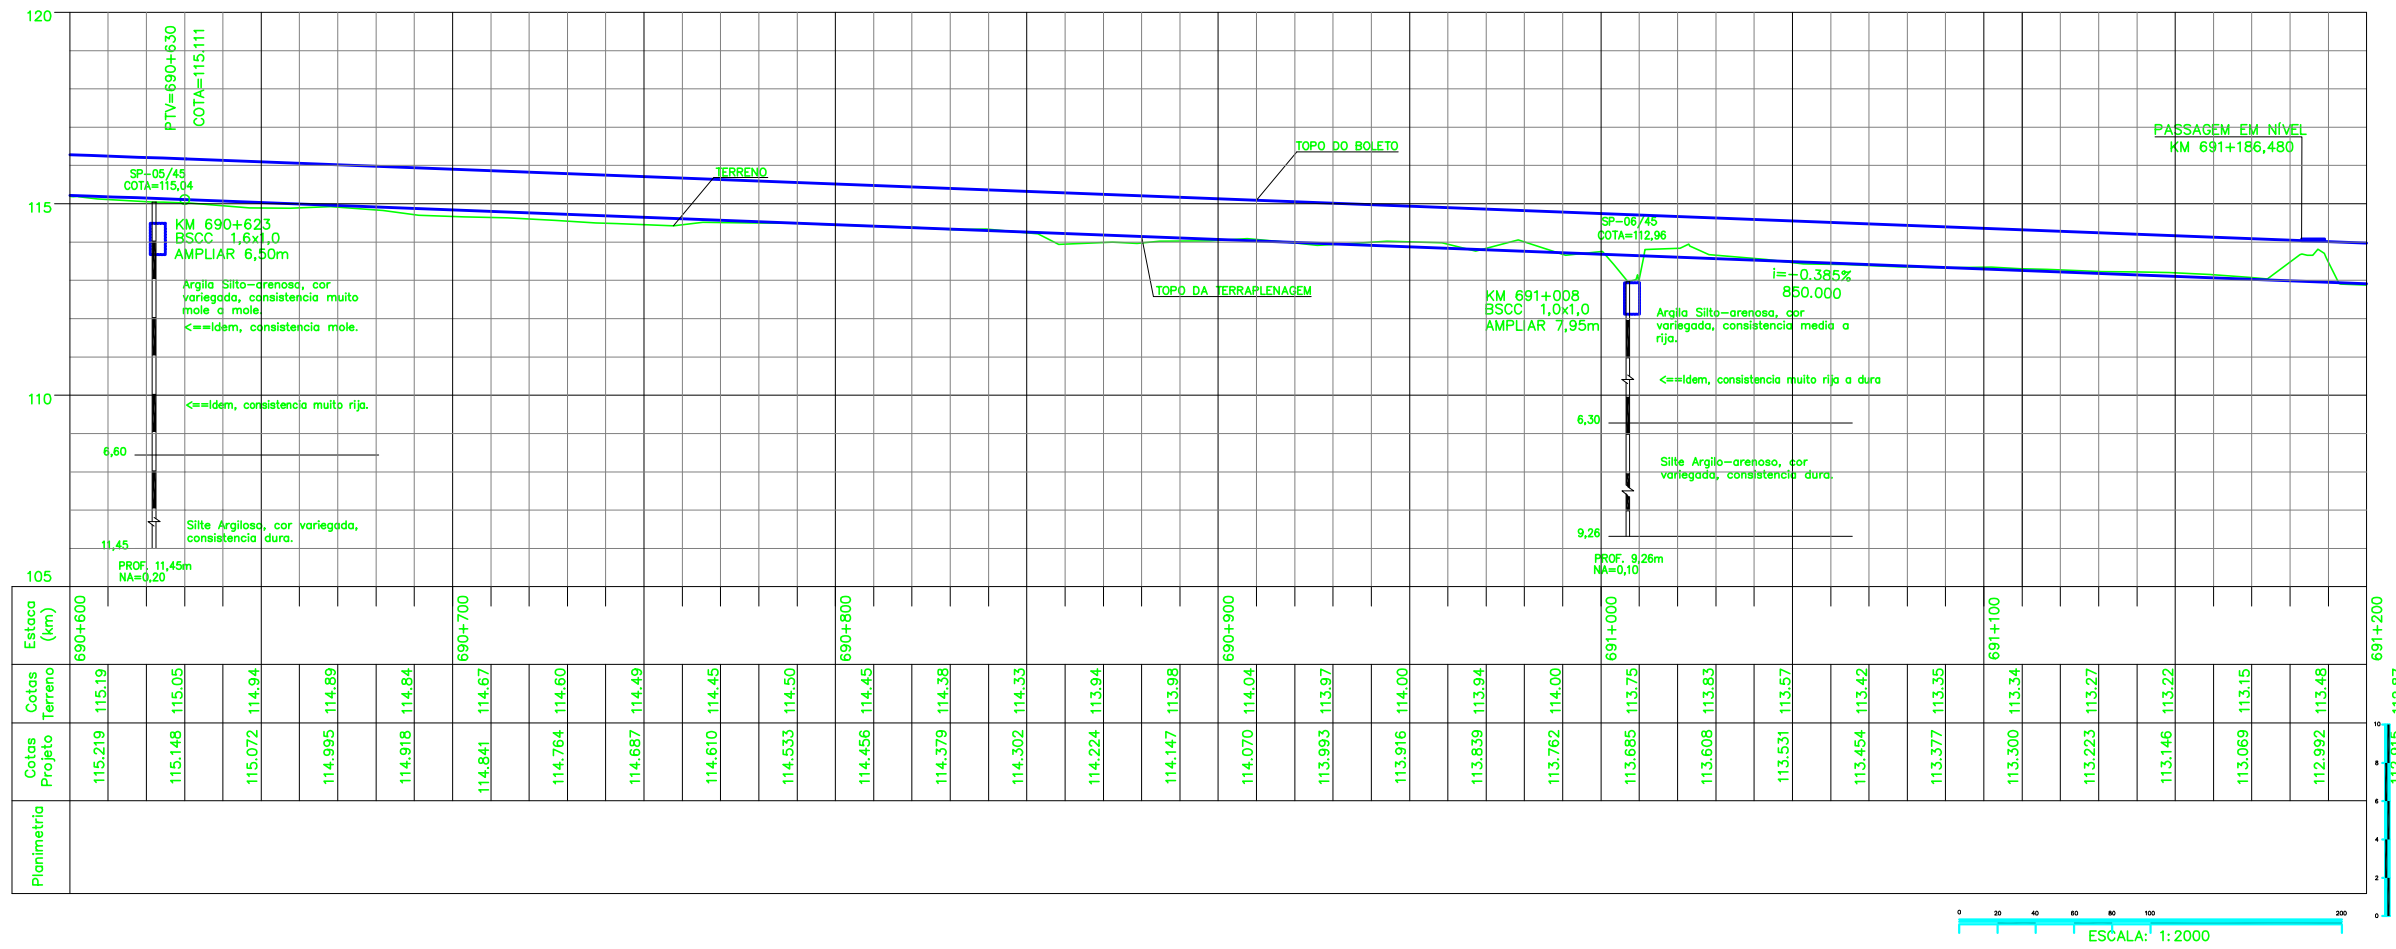 120
115
110
105
PTV=690+630
COTA=115.111
SP-05/45
COTA=115,04
KM 690+623
BSCC 1,6x1,0
AMPLIAR 6,50m
Argila Silto-arenosa, cor
variegada, consistencia muito
mole a mole.
<==Idem, consistencia mole.
<==Idem, consistencia muito rija.
6,60
Silte Argilosa, cor variegada,
consistencia dura.
11,45
PROF. 11,45m
NA=0,20
TERRENO
TOPO DO BOLETO
TOPO DA TERRAPLENAGEM
SP-06/45
COTA=112,96
KM 691+008
BSCC 1,0x1,0
AMPLIAR 7,95m
i=-0.385%
850.000
Argila Silto-arenosa, cor
variegada, consistencia media a
rija.
<==Idem, consistencia muito rija a dura
6,30
Silte Argilo-arenosa, cor
variegada, consistencia dura.
9,26
PROF. 9,26m
NA=0,10
PASSAGEM EM NÍVEL
KM 691+186,480
Estaca
(km)
690+600
690+700
690+800
690+900
691+000
691+100
691+200
Cotas
Terreno
115.19
115.05
114.94
114.89
114.84
114.67
114.60
114.49
114.45
114.50
114.45
114.38
114.33
113.94
113.98
114.04
113.97
114.00
113.94
114.00
113.75
113.83
113.57
113.42
113.35
113.34
113.27
113.22
113.15
113.48
Cotas
Projeto
115.219
115.148
115.072
114.995
114.918
114.841
114.764
114.687
114.610
114.533
114.456
114.379
114.302
114.224
114.147
114.070
113.993
113.916
113.839
113.762
113.685
113.608
113.531
113.454
113.377
113.300
113.223
113.146
113.069
112.992
Planimetria
10
8
6
4
2
0
0 20 40 60 80 100 200
ESCALA: 1:2000